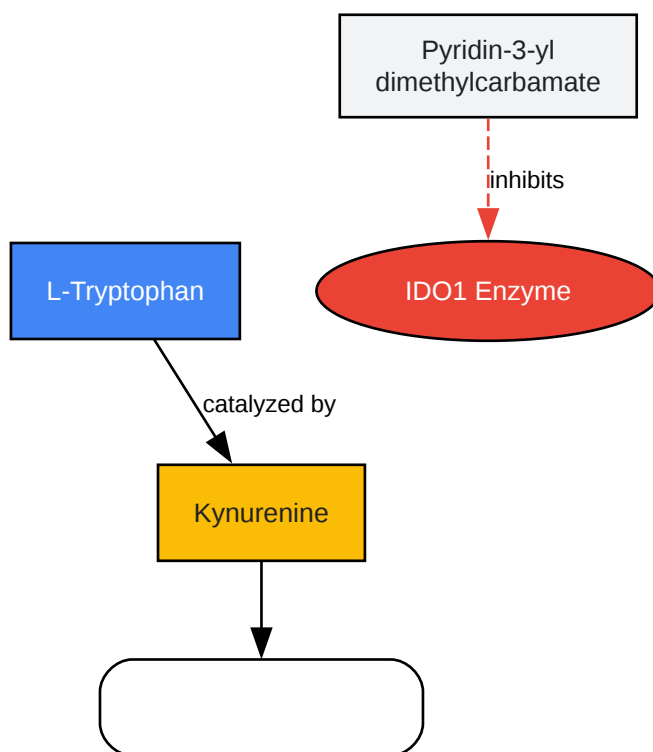 Pyridin-3-yl
dimethylcarbamate
inhibits
L-Tryptophan
IDO1 Enzyme
catalyzed by
Kynurenine